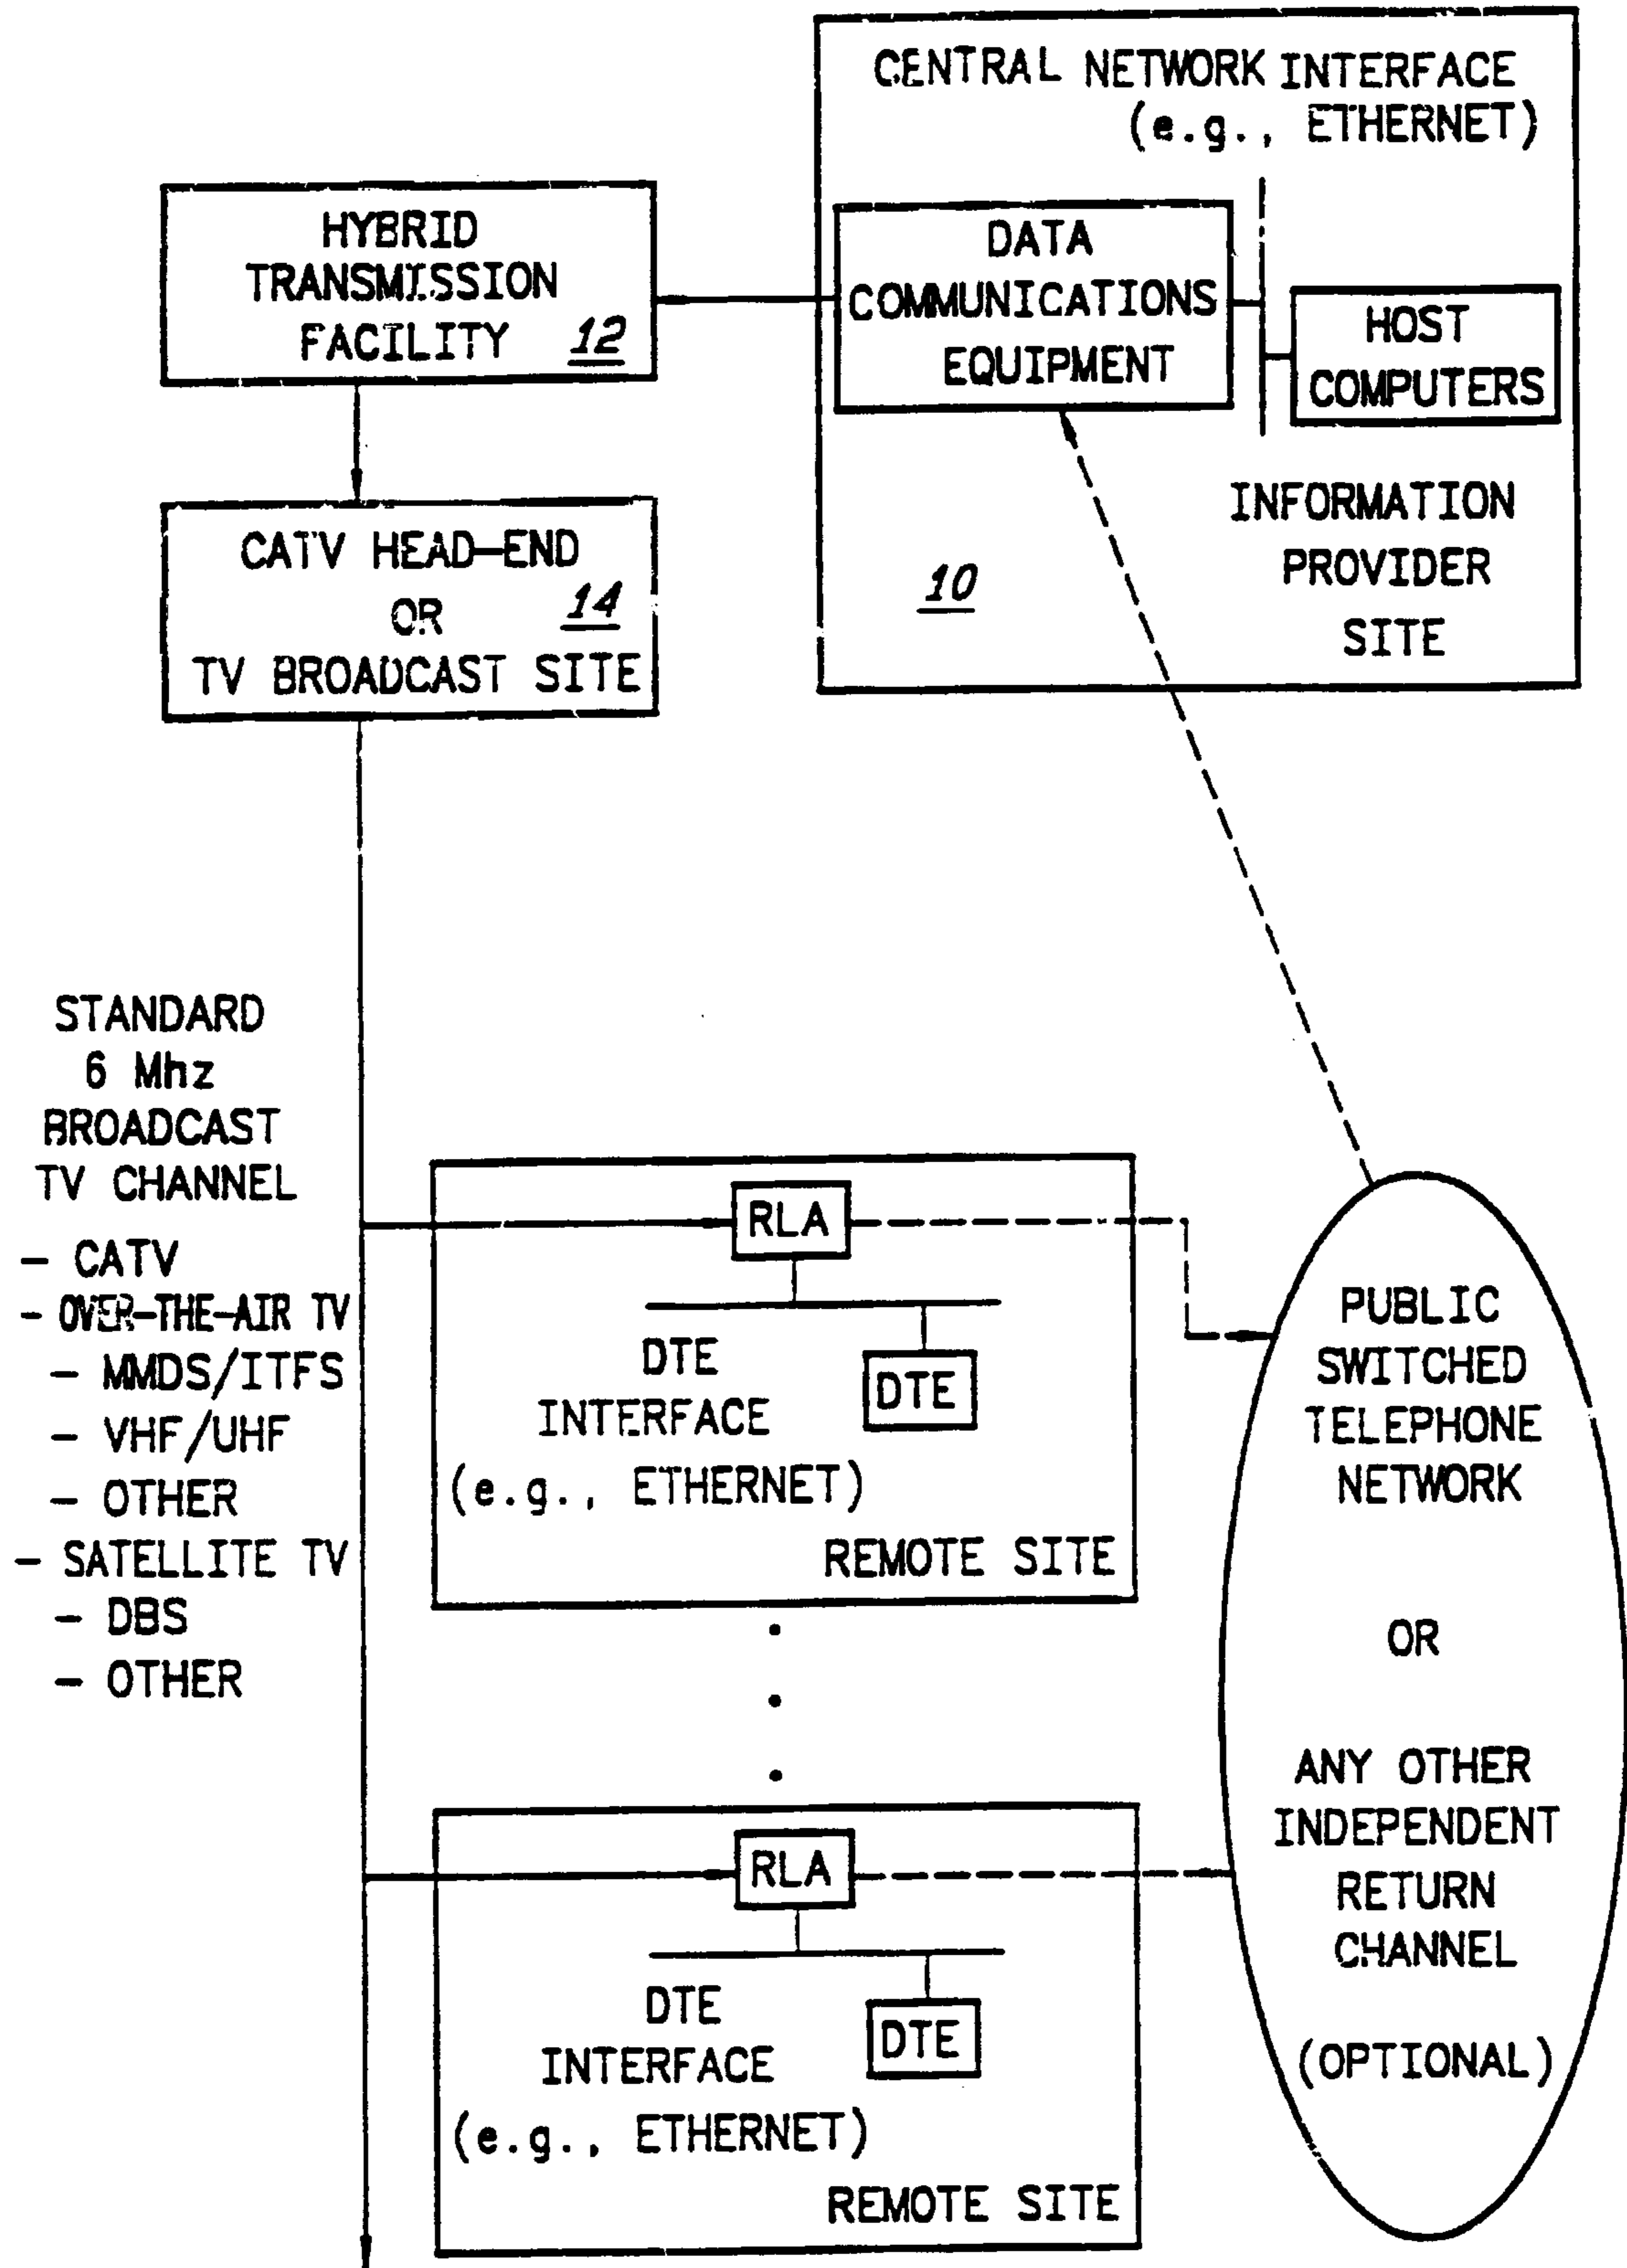 CENTRAL NETWORK INTERFACE
(e.g., ETHERNET)
HYBRID
TRANSMISSION
FACILITY 12
DATA
COMMUNICATIONS
EQUIPMENT
HOST
COMPUTERS
INFORMATION
PROVIDER
SITE
10
CATV HEAD-END
OR 14
TV BROADCAST SITE
STANDARD
6 Mhz
BROADCAST
TV CHANNEL
- CATV
- OVER-THE-AIR TV
- MMDS/ITFS
- VHF/UHF
- OTHER
- SATELLITE TV
- DBS
- OTHER
RLA
DTE
INTERFACE
(e.g., ETHERNET)
DTE
REMOTE SITE
RLA
DTE
INTERFACE
(e.g., ETHERNET)
DTE
REMOTE SITE
PUBLIC
SWITCHED
TELEPHONE
NETWORK
OR
ANY OTHER
INDEPENDENT
RETURN
CHANNEL
(OPTIONAL)